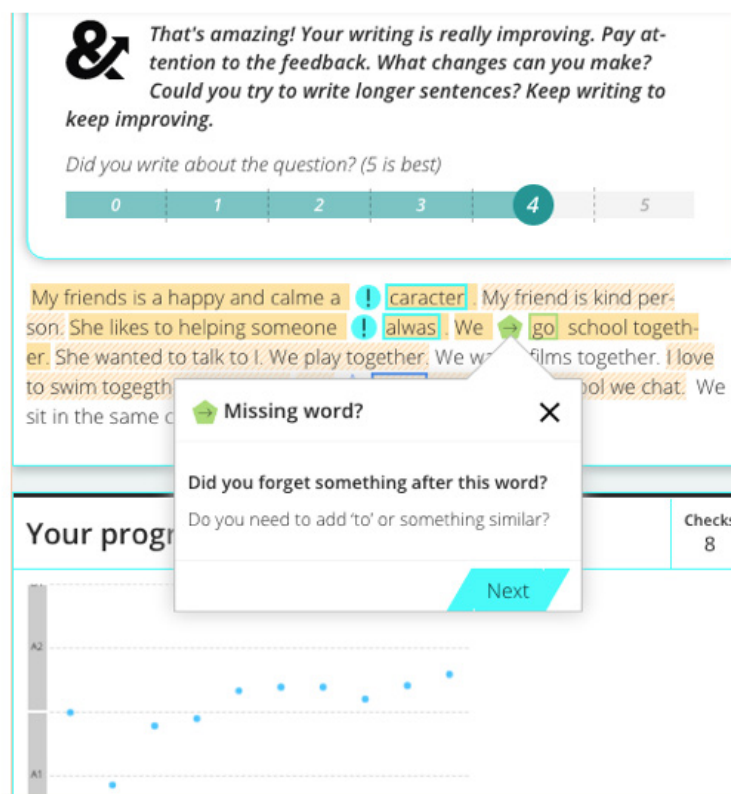 That's amazing! Your writing is really improving. Pay at-
tention to the feedback. What changes can you make?
Could you try to write longer sentences? Keep writing to
keep improving.
Did you write about the question? (5 is best)
0 1 2 3 4 5
My friends is a happy and calme a ! caracter . My friend is kind per-
son. She likes to helping someone ! alwas . We → go school togeth-
er. She wanted to talk to I. We play together. We films together. I love
to swim we chat. We
sit in the same
Missing word?
Did you forget something after this word?
Do you need to add 'to' or something similar?
Next
Your
Checks
8
A2
A1